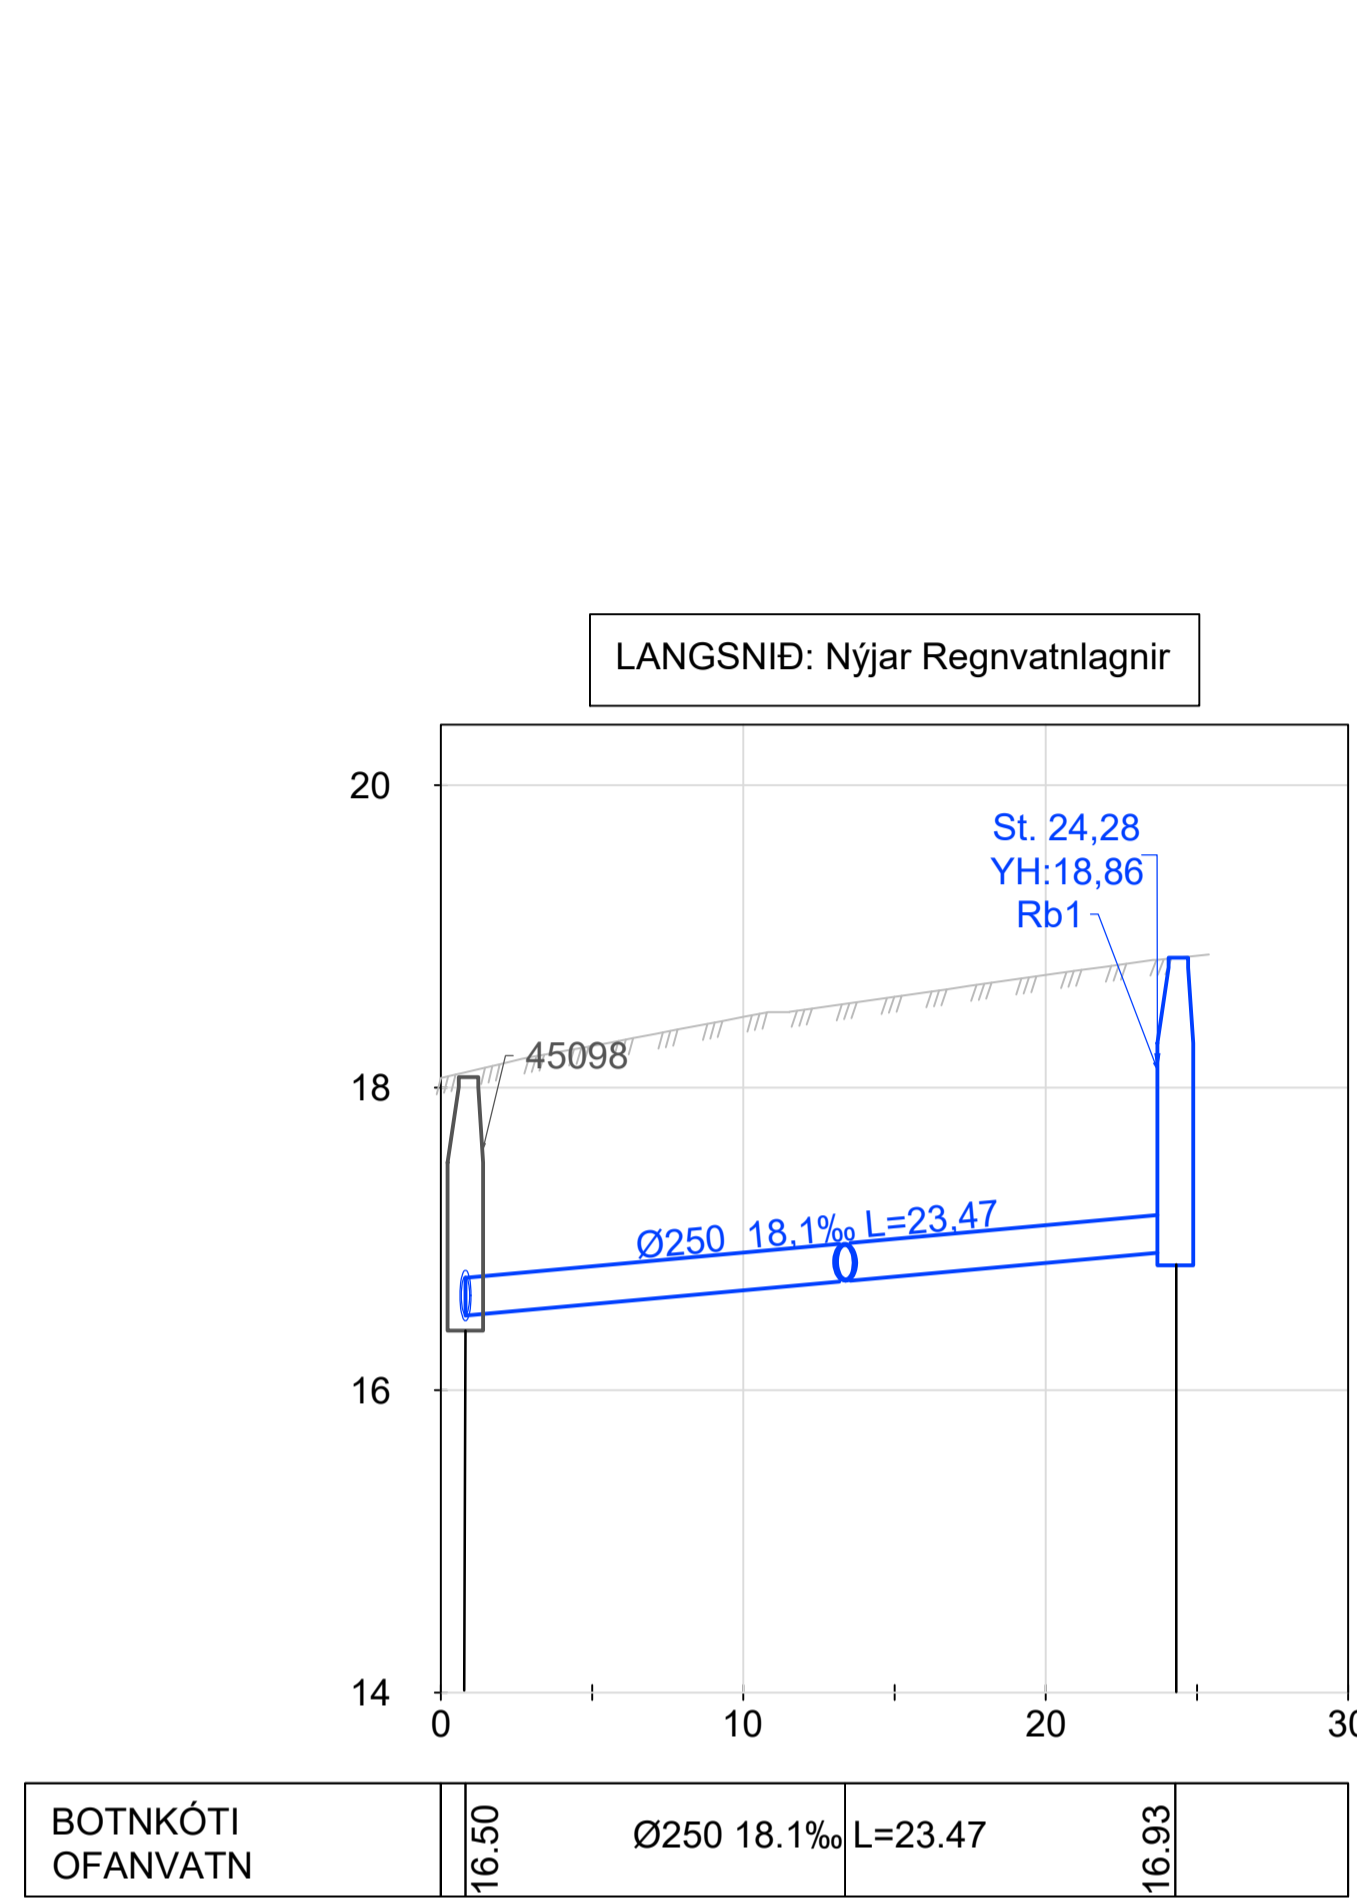 LANGSNIÐ: Nýjar Regnvatnlagnir
20
St. 24,28
YH:18,86
Rb1
45098
18
Ø250 18,1‰ L=23,47
16
14
0 10 20
BOTNKÓTI
OFANVATN
16.50
Ø250 18.1‰ L=23.47
16.93